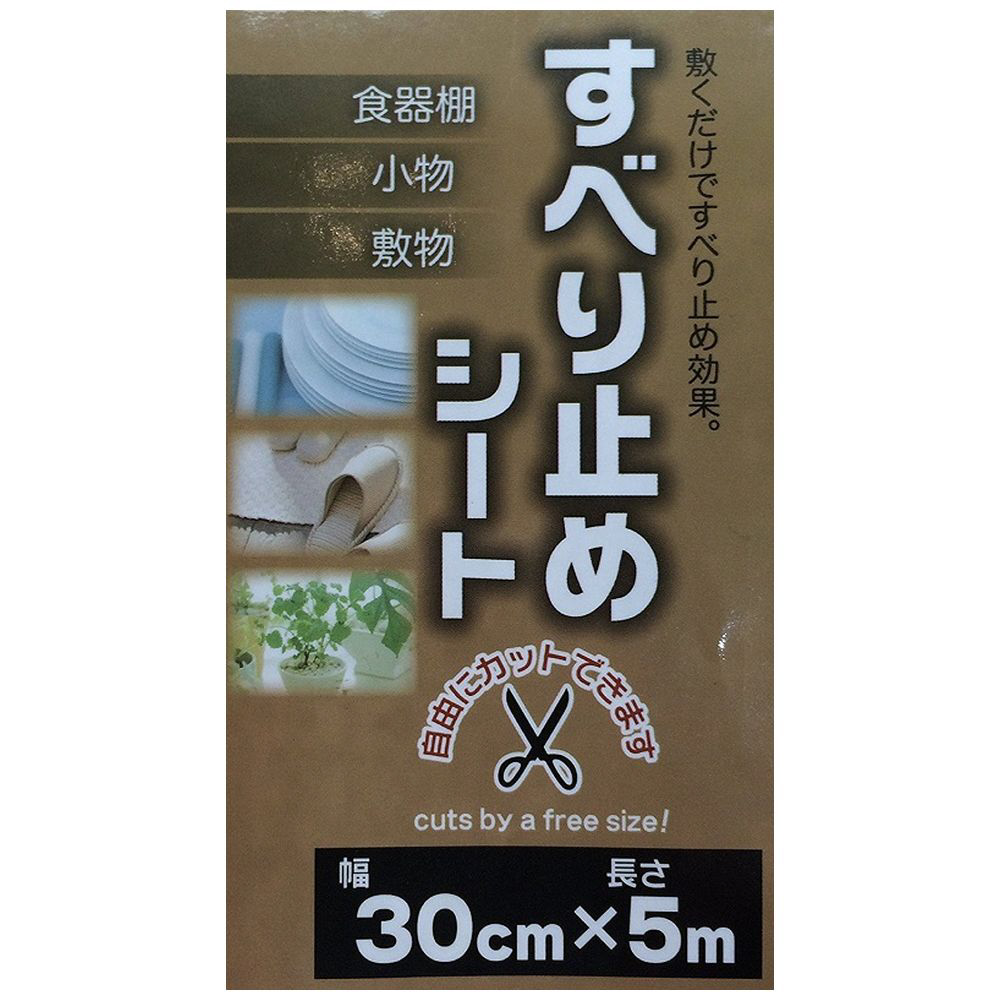 敷くだけですべり止め効果。
すべり止め
シート
食器棚
小物
敷物
自由にカットできます
cuts by a free size!
幅 長さ
30cm×5m